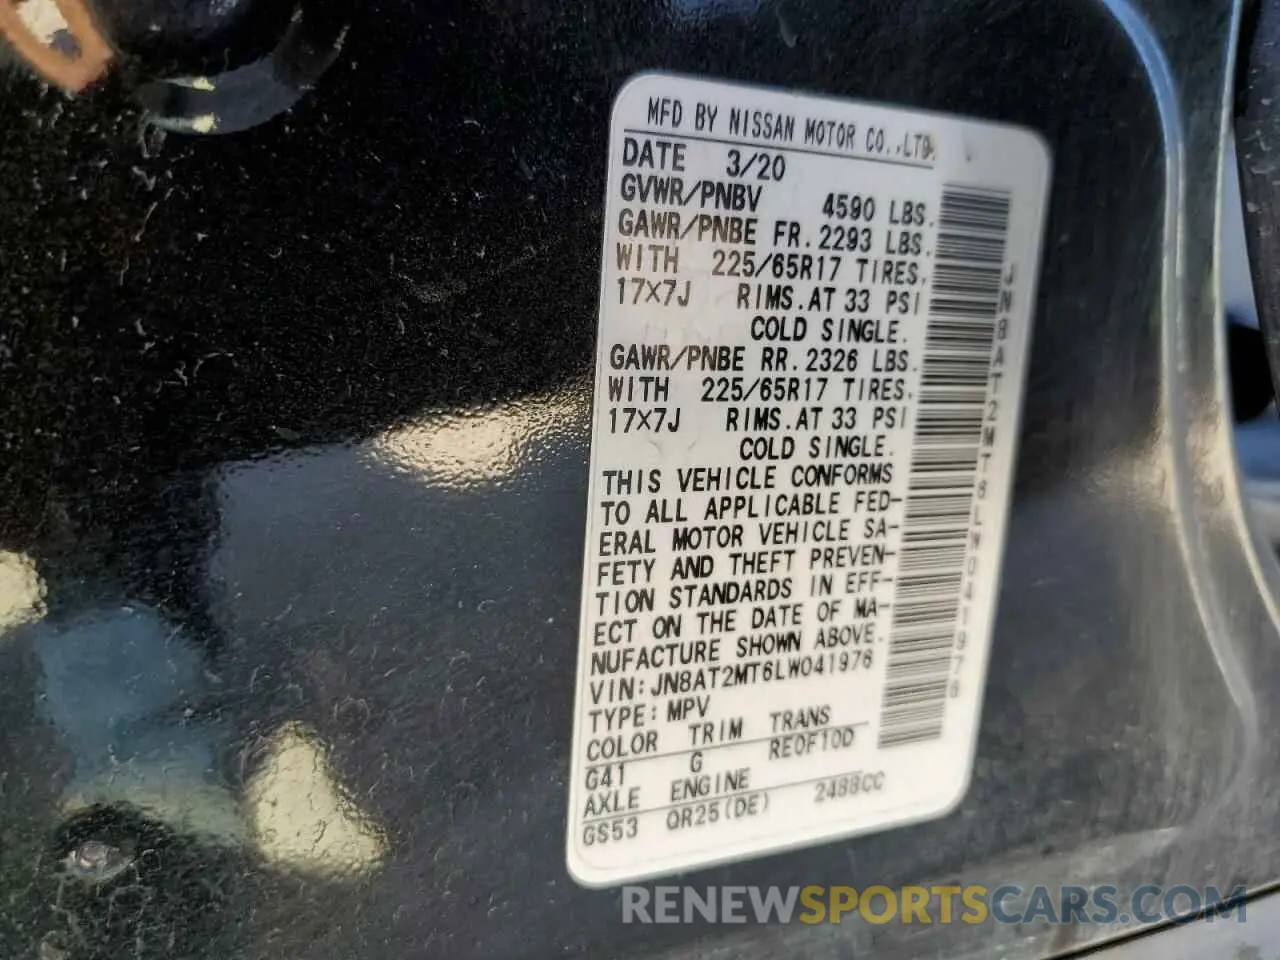 MFD BY NISSAN MOTOR CO.,LTD.
DATE 3/20
GVWR/PNBV 4590 LBS.
GAWR/PNBE FR. 2293 LBS.
WITH 225/65R17 TIRES,
17X7J RIMS.AT 33 PSI
COLD SINGLE.
GAWR/PNBE RR. 2326 LBS.
WITH 225/65R17 TIRES.
17X7J RIMS.AT 33 PSI
COLD SINGLE.
THIS VEHICLE CONFORMS
TO ALL APPLICABLE FED-
ERAL MOTOR VEHICLE SA-
FETY AND THEFT PREVEN-
TION STANDARDS IN EFF-
ECT ON THE DATE OF MA-
NUFACTURE SHOWN ABOVE.
VIN: JN8AT2MT6LW041976
TYPE: MPV
COLOR TRIM TRANS
G41 G RE0F10D
AXLE ENGINE
GS53 QR25(DE) 2488CC
JN8AT2MT6LW041976
RENEWSPORTSCARS.COM